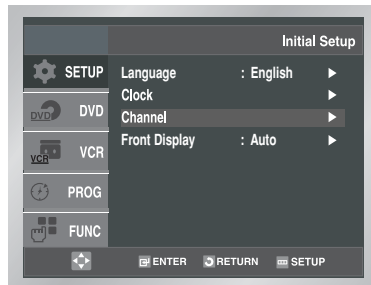 Initial Setup
SETUP
Language : English ►
Clock ►
DVD DVD
Channel ►
VCR VCR
Front Display : Auto ►
PROG
FUNC
ENTER RETURN SETUP